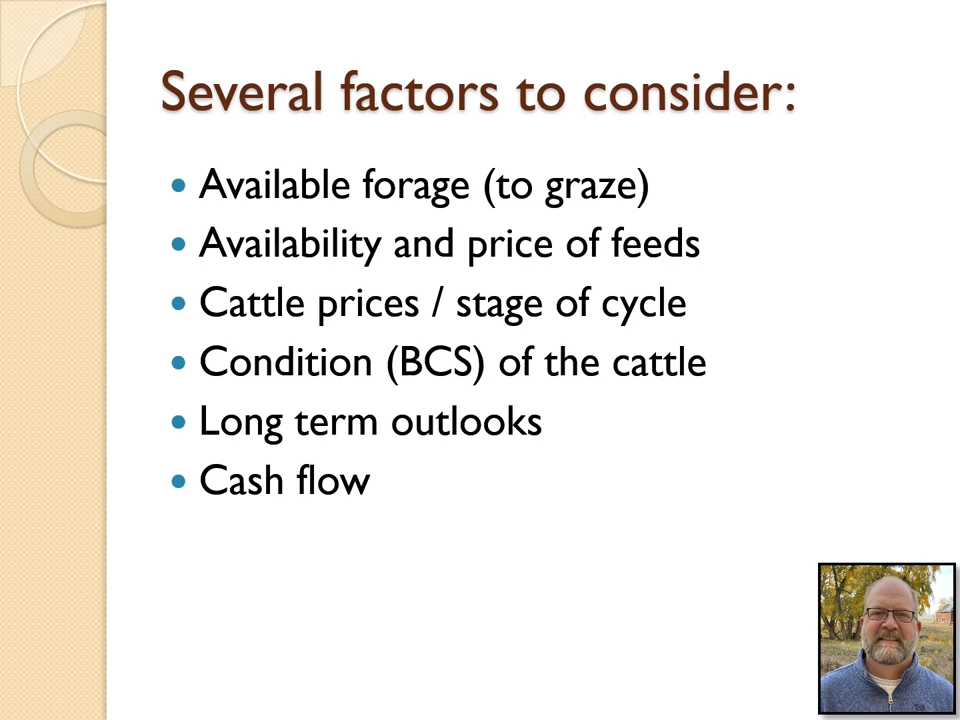 Several factors to consider:
Available forage (to graze)
Availability and price of feeds
Cattle prices / stage of cycle
Condition (BCS) of the cattle
Long term outlooks
Cash flow